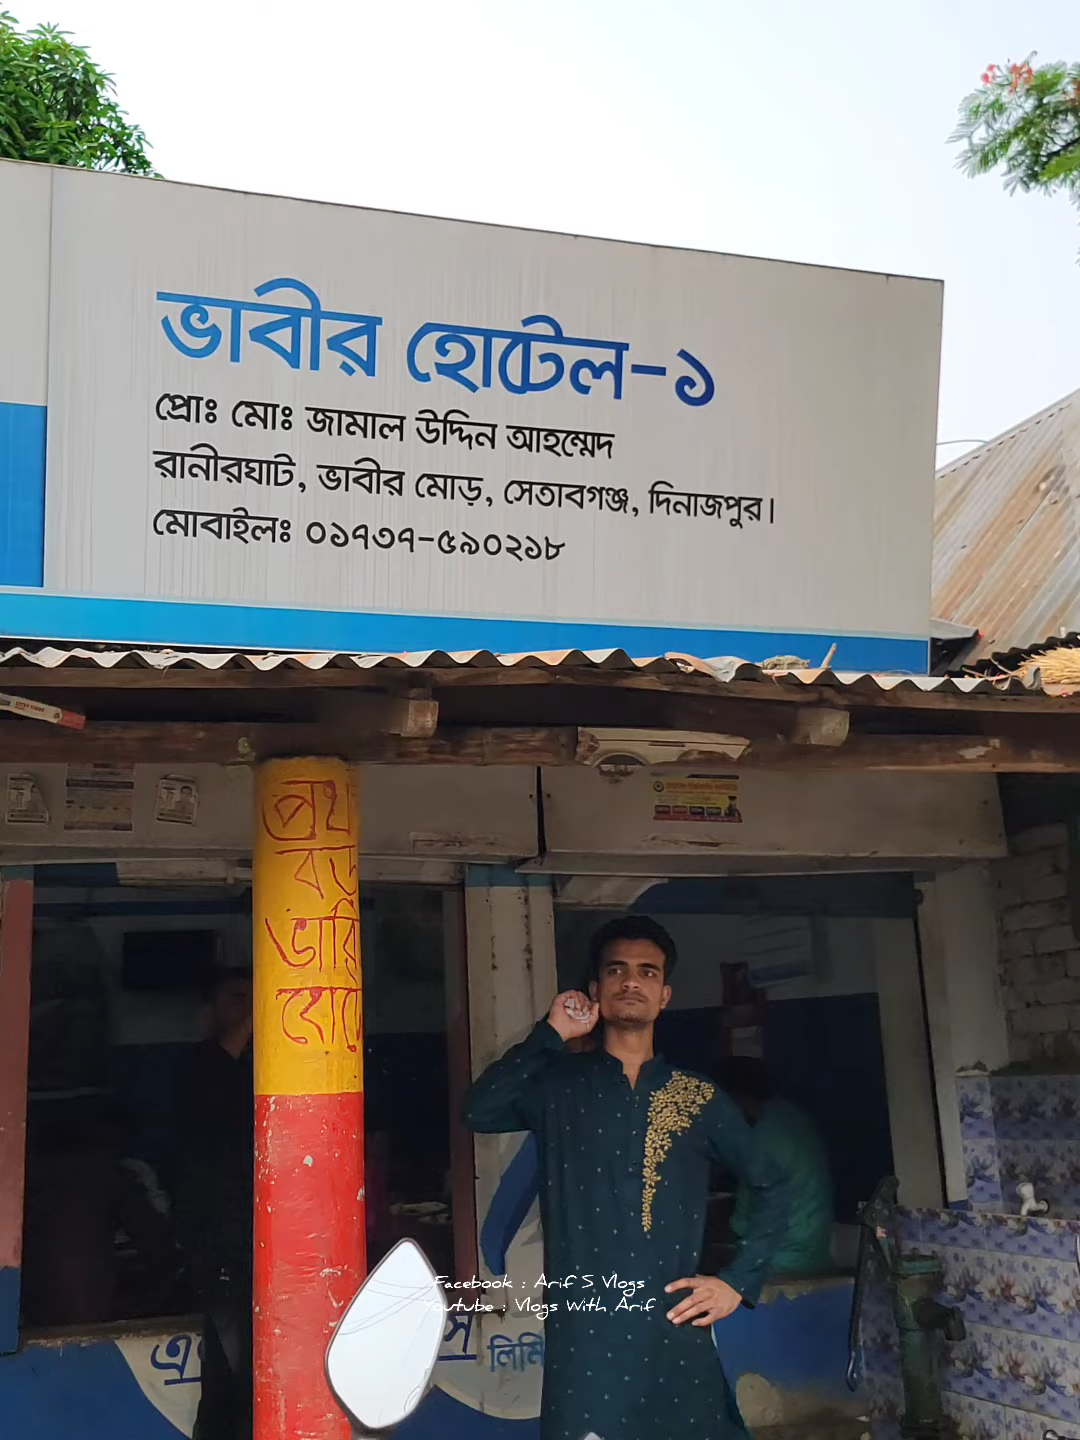 ভাবীর হোটেল-১
প্রোঃ মোঃ জামাল উদ্দিন আহম্মেদ
রানীরঘাট, ভাবীর মোড়, সেতাবগঞ্জ, দিনাজপুর।
মোবাইলঃ ০১৭৩৭-৫৯০২১৮
ভাবি
Facebook : Arif S Vlogs
Youtube : Vlogs With Arif